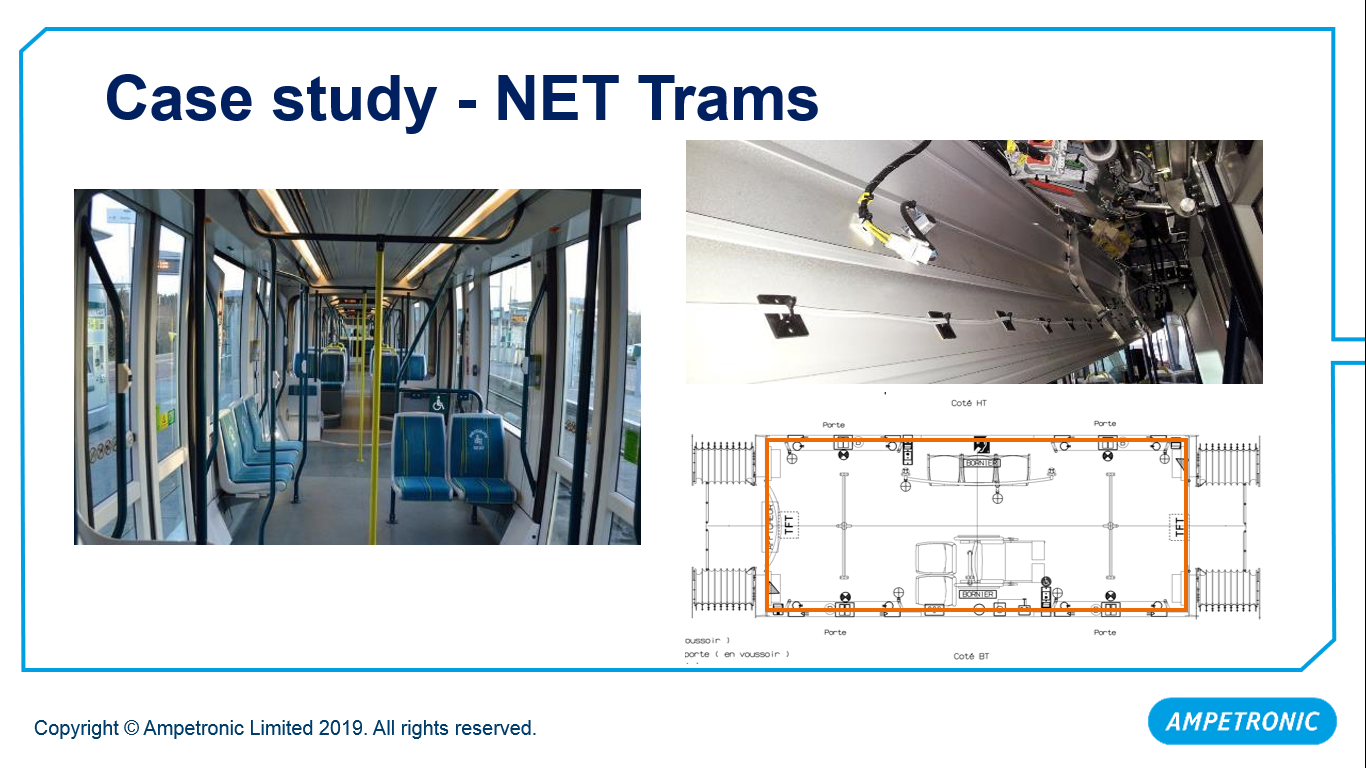 Case study - NET Trams
Coté HT
Porte
Porte
BORNIER
TFT
TFT
BORNIER
Porte
Porte
oussoir )
porte ( en voussoir )
Coté BT
Copyright © Ampetronic Limited 2019. All rights reserved.
AMPETRONIC